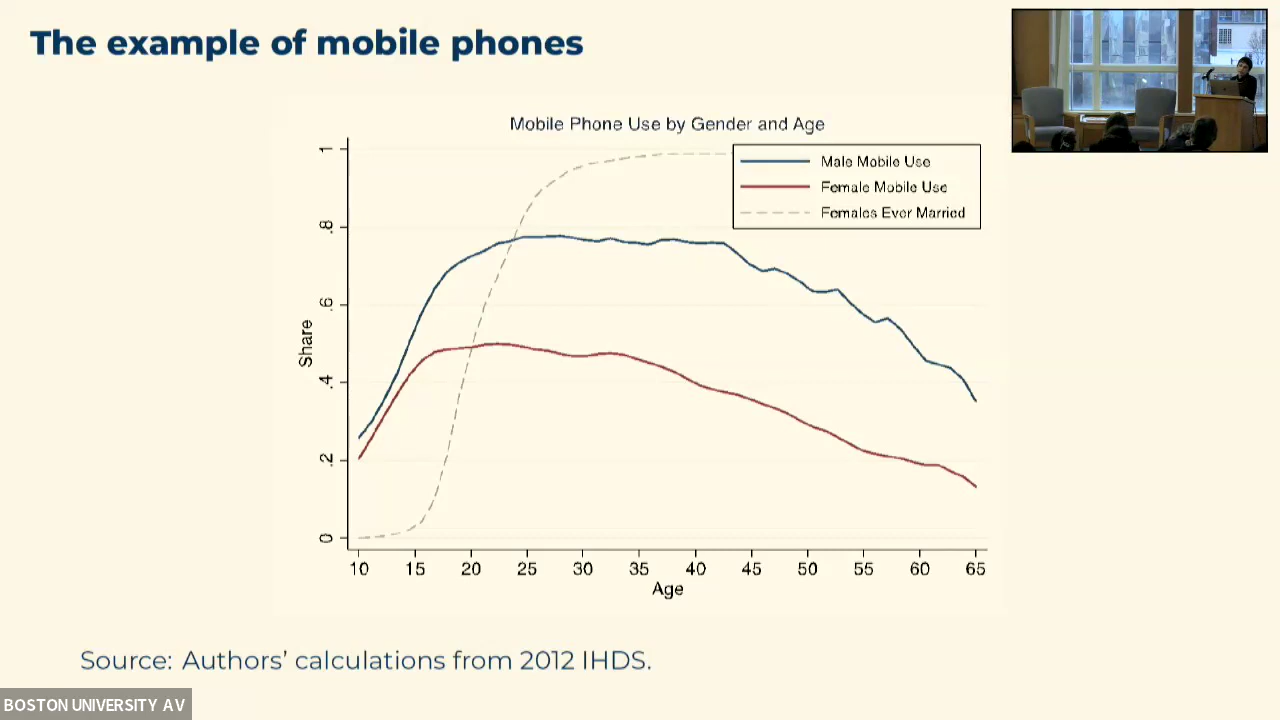 The example of mobile phones
Mobile Phone Use by Gender and Age
Male Mobile Use
Female Mobile Use
Females Ever Married
Share
1
.8
.6
.4
.2
0
10 15 20 25 30 35 40 45 50 55 60 65
Age
Source: Authors’ calculations from 2012 IHDS.
BOSTON UNIVERSITY AV